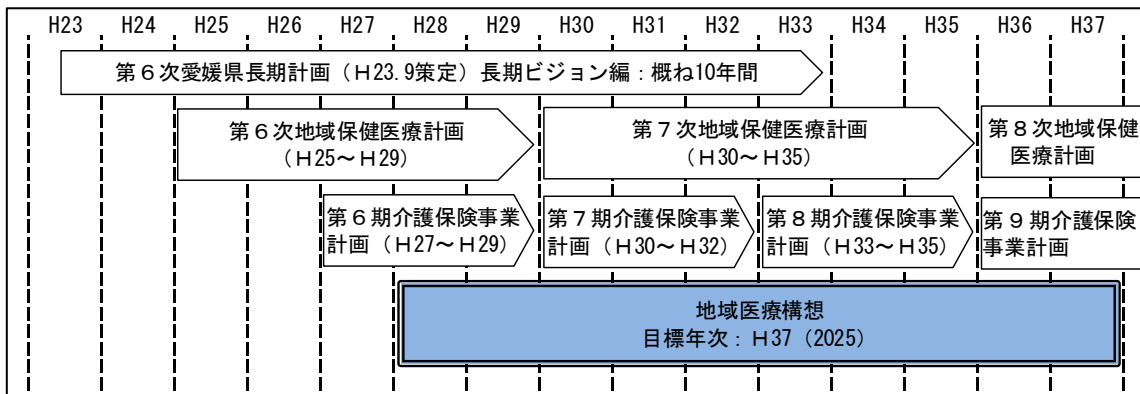 H23 H24 H25 H26 H27 H28 H29 H30 H31 H32 H33 H34 H35 H36 H37
第６次愛媛県長期計画（Ｈ23.9策定）長期ビジョン編：概ね10年間
第６次地域保健医療計画
（H25～H29）
第７次地域保健医療計画
（H30～H35）
第８次地域保健
医療計画
第６期介護保険事業
計画（H27～H29）
第７期介護保険事業
計画（H30～H32）
第８期介護保険事業
計画（H33～H35）
第９期介護保険
事業計画
地域医療構想
目標年次：Ｈ37（2025）